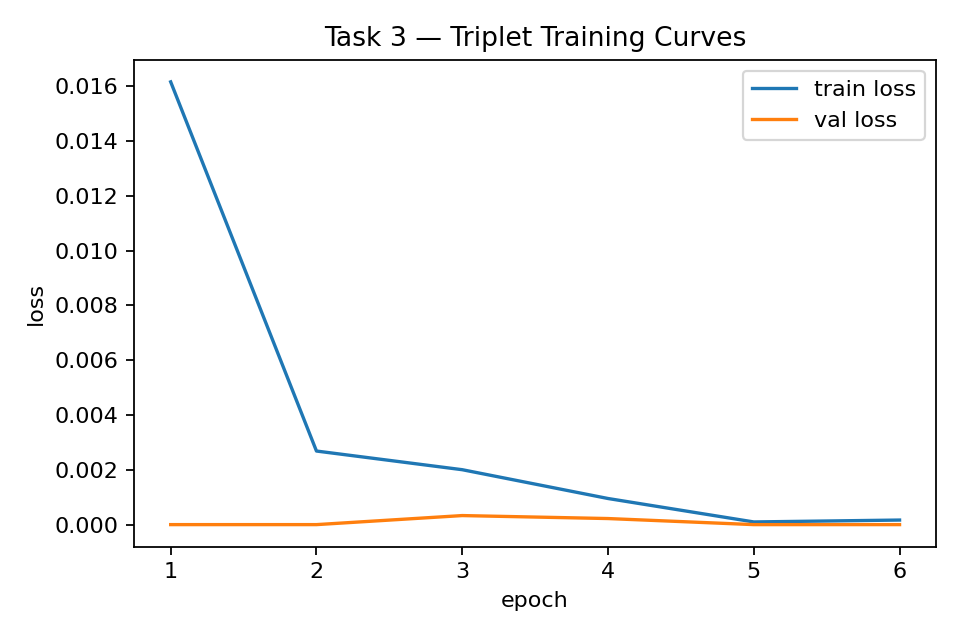 Task 3 — Triplet Training Curves
train loss
val loss
0.016
0.014
0.012
0.010
0.008
0.006
0.004
0.002
0.000
loss
1 2 3 4 5 6
epoch